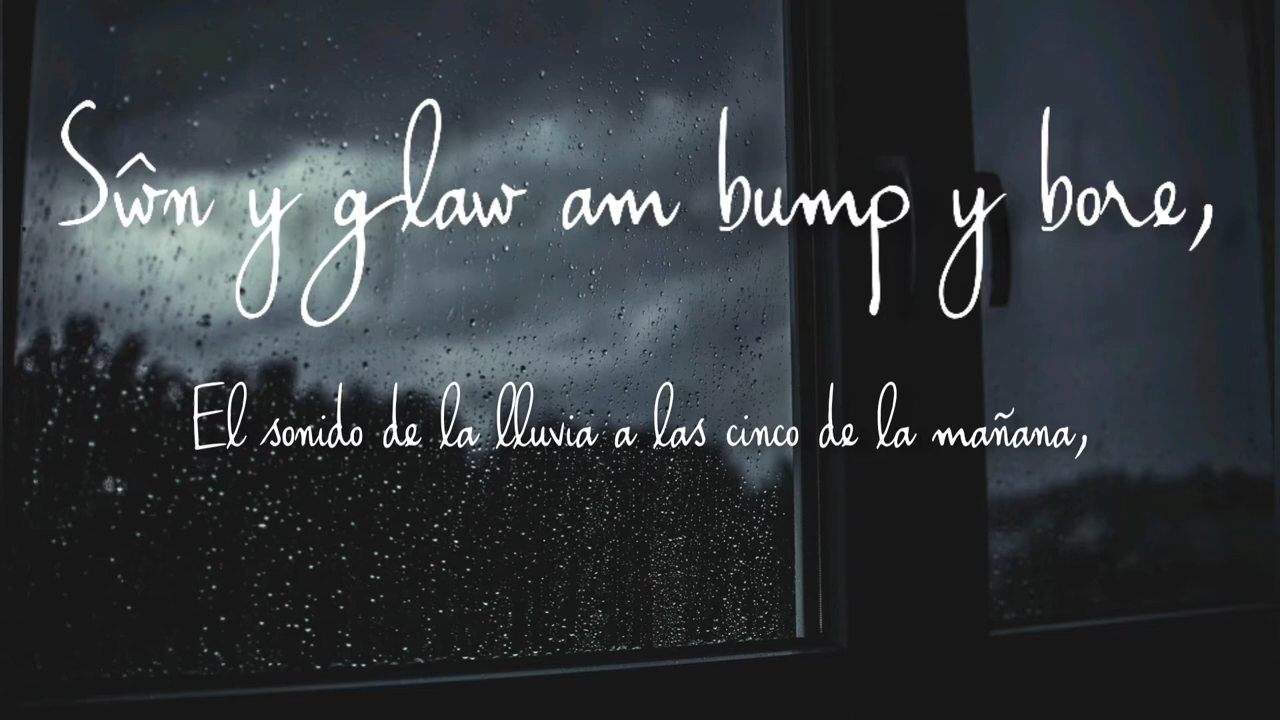 Sŵn y glaw am bump y bore,
El sonido de la lluvia a las cinco de la mañana,